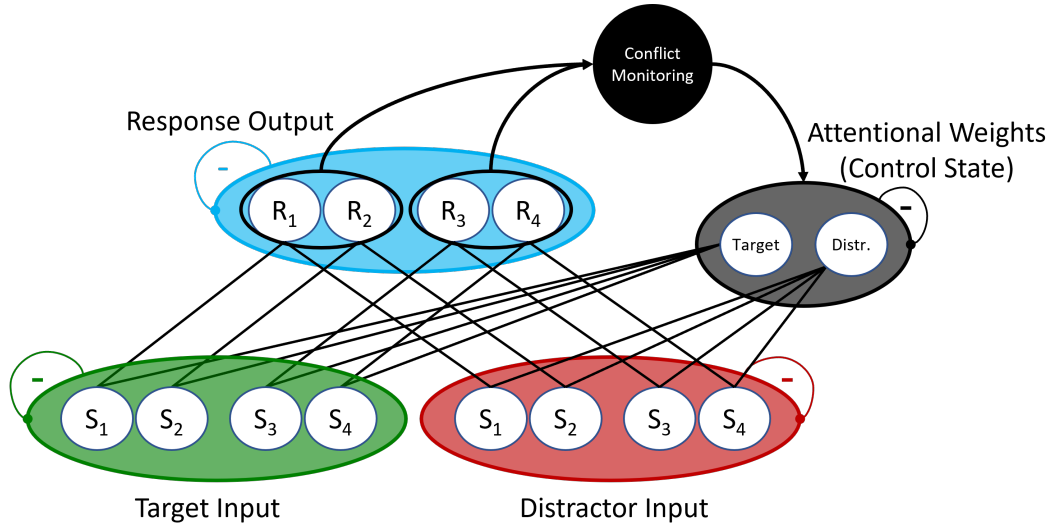 Conflict
Monitoring
Response Output
Attentional Weights
(Control State)
-
-
R1 R2 R3 R4
Target Distr.
-
-
S1 S2 S3 S4
S1 S2 S3 S4
Target Input
Distractor Input